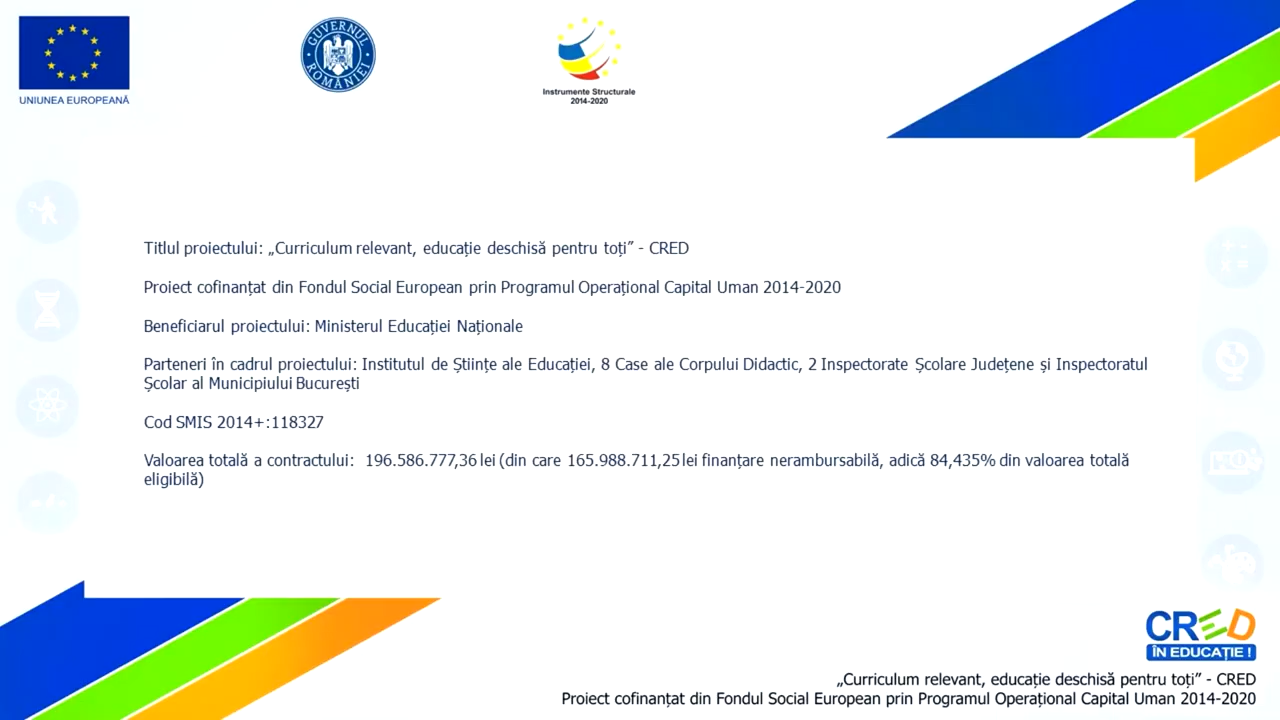 UNIUNEA EUROPEANĂ
GUVERNUL ROMÂNIEI
Instrumente Structurale
2014-2020
Titlul proiectului: „Curriculum relevant, educație deschisă pentru toți” - CRED
Proiect cofinanțat din Fondul Social European prin Programul Operațional Capital Uman 2014-2020
Beneficiarul proiectului: Ministerul Educației Naționale
Parteneri în cadrul proiectului: Institutul de Științe ale Educației, 8 Case ale Corpului Didactic, 2 Inspectorate Școlare Județene și Inspectoratul
Școlar al Municipiului București
Cod SMIS 2014+:118327
Valoarea totală a contractului: 196.586.777,36 lei (din care 165.988.711,25 lei finanțare nerambursabilă, adică 84,435% din valoarea totală
eligibilă)
CRED
ÎN EDUCAȚIE !
„Curriculum relevant, educație deschisă pentru toți” - CRED
Proiect cofinanțat din Fondul Social European prin Programul Operațional Capital Uman 2014-2020